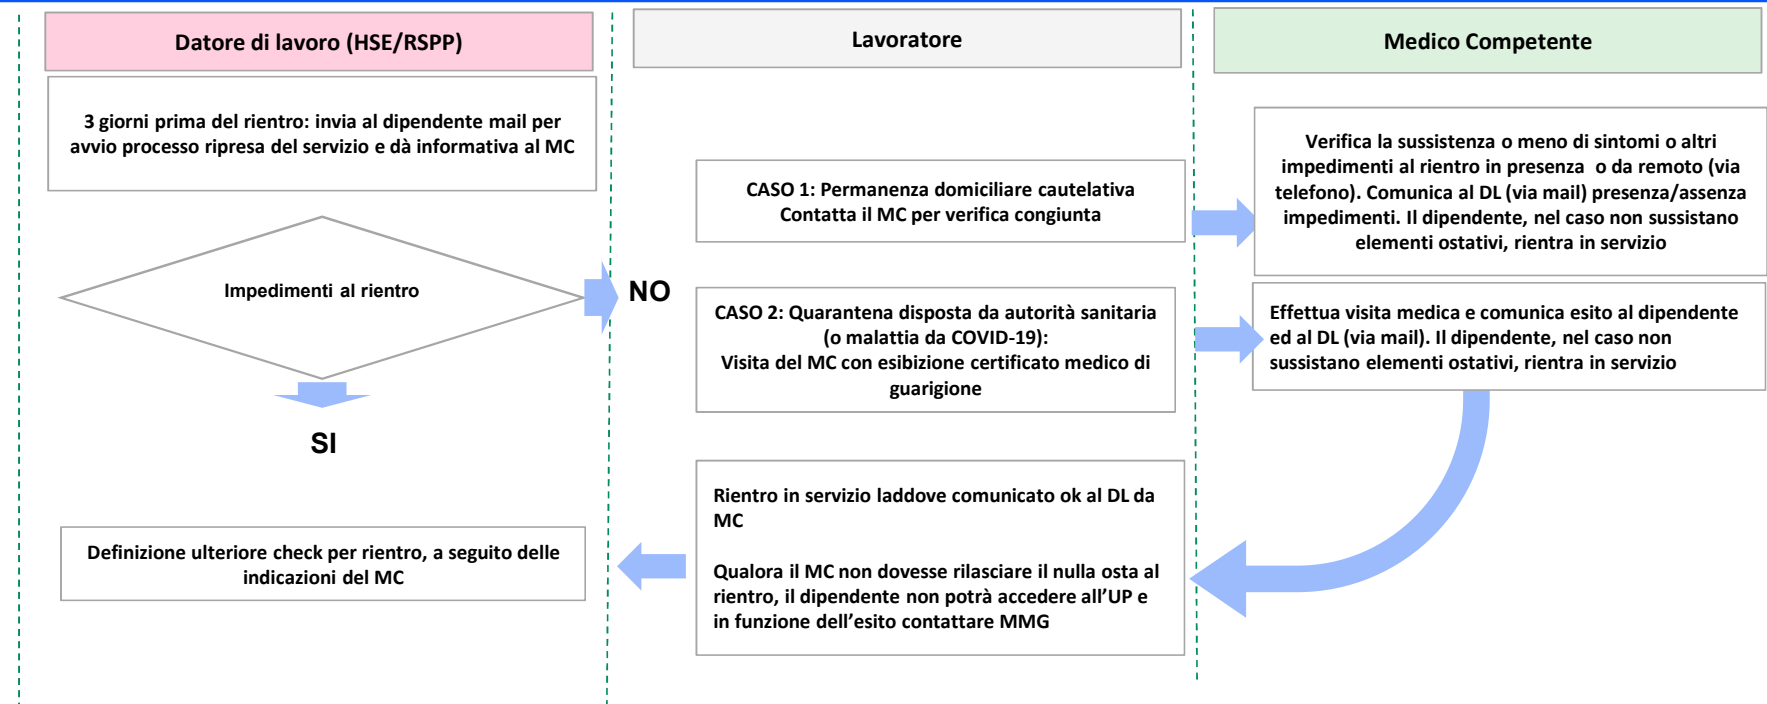 Datore di lavoro (HSE/RSPP)
Lavoratore
Medico Competente
3 giorni prima del rientro: invia al dipendente mail per
avvio processo ripresa del servizio e dà informativa al MC
Impedimenti al rientro
NO
SI
CASO 1: Permanenza domiciliare cautelativa
Contatta il MC per verifica congiunta
Verifica la sussistenza o meno di sintomi o altri
impedimenti al rientro in presenza o da remoto (via
telefono). Comunica al DL (via mail) presenza/assenza
impedimenti. Il dipendente, nel caso non sussistano
elementi ostativi, rientra in servizio
CASO 2: Quarantena disposta da autorità sanitaria
(o malattia da COVID-19):
Visita del MC con esibizione certificato medico di
guarigione
Effettua visita medica e comunica esito al dipendente
ed al DL (via mail). Il dipendente, nel caso non
sussistano elementi ostativi, rientra in servizio
Rientro in servizio laddove comunicato ok al DL da
MC
Qualora il MC non dovesse rilasciare il nulla osta al
rientro, il dipendente non potrà accedere all’UP e
in funzione dell’esito contattare MMG
Definizione ulteriore check per rientro, a seguito delle
indicazioni del MC